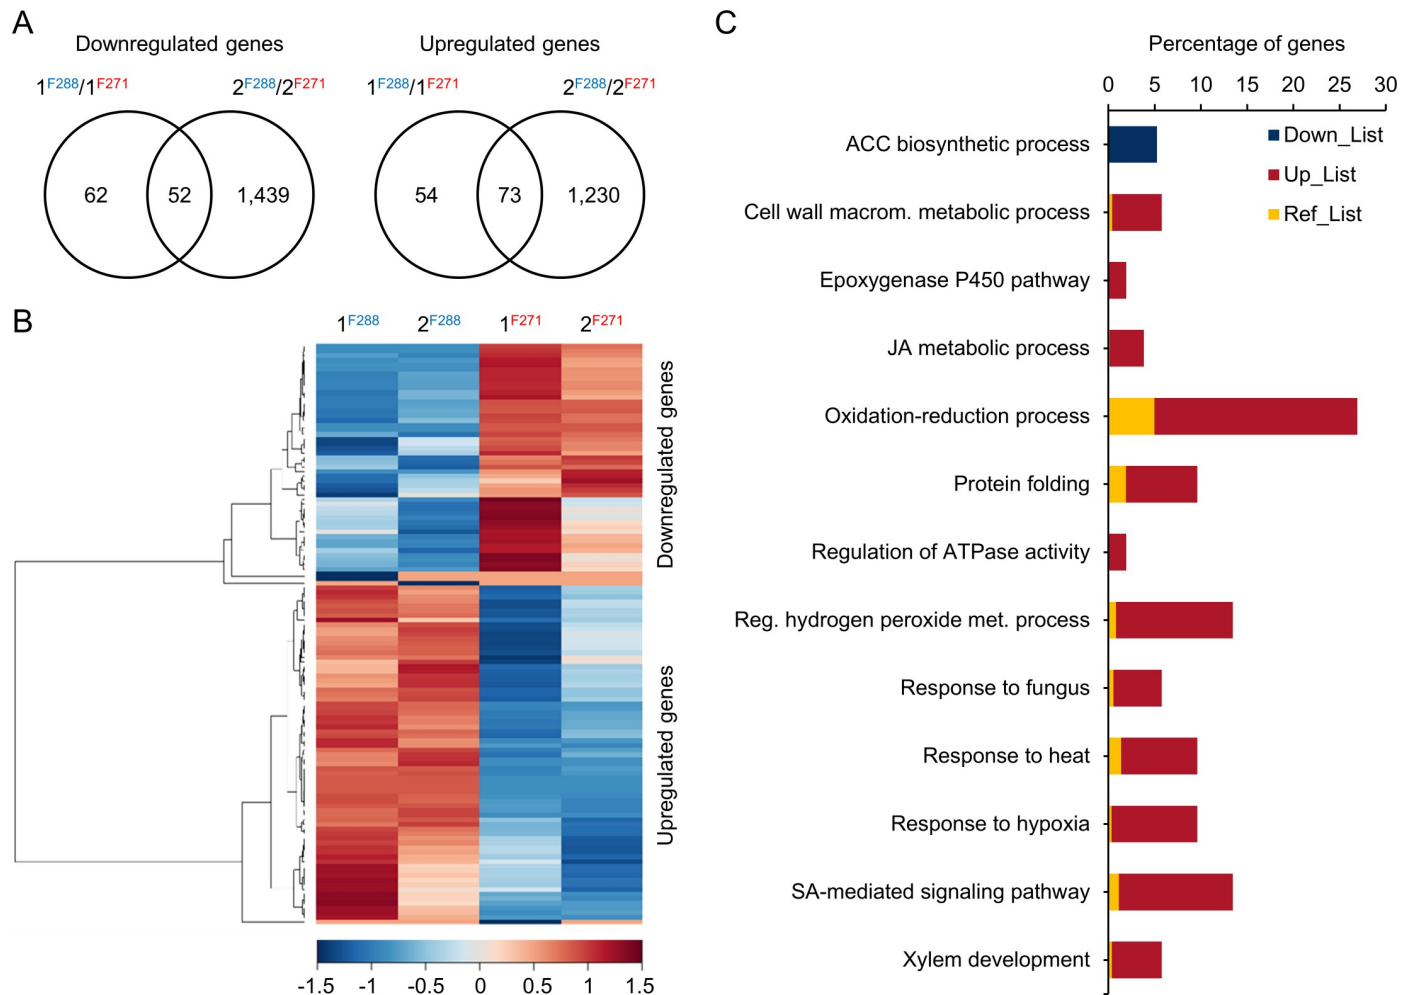 A
Downregulated genes
Upregulated genes
1F288/1F271
2F288/2F271
1F288/1F271
2F288/2F271
62
52
1,439
54
73
1,230
B
1F288
2F288
1F271
2F271
Downregulated genes
Upregulated genes
-1.5 -1 -0.5 0 0.5 1 1.5
C
Percentage of genes
0 5 10 15 20 25 30
Down_List
Up_List
Ref_List
ACC biosynthetic process
Cell wall macrom. metabolic process
Epoxygenase P450 pathway
JA metabolic process
Oxidation-reduction process
Protein folding
Regulation of ATPase activity
Reg. hydrogen peroxide met. process
Response to fungus
Response to heat
Response to hypoxia
SA-mediated signaling pathway
Xylem development